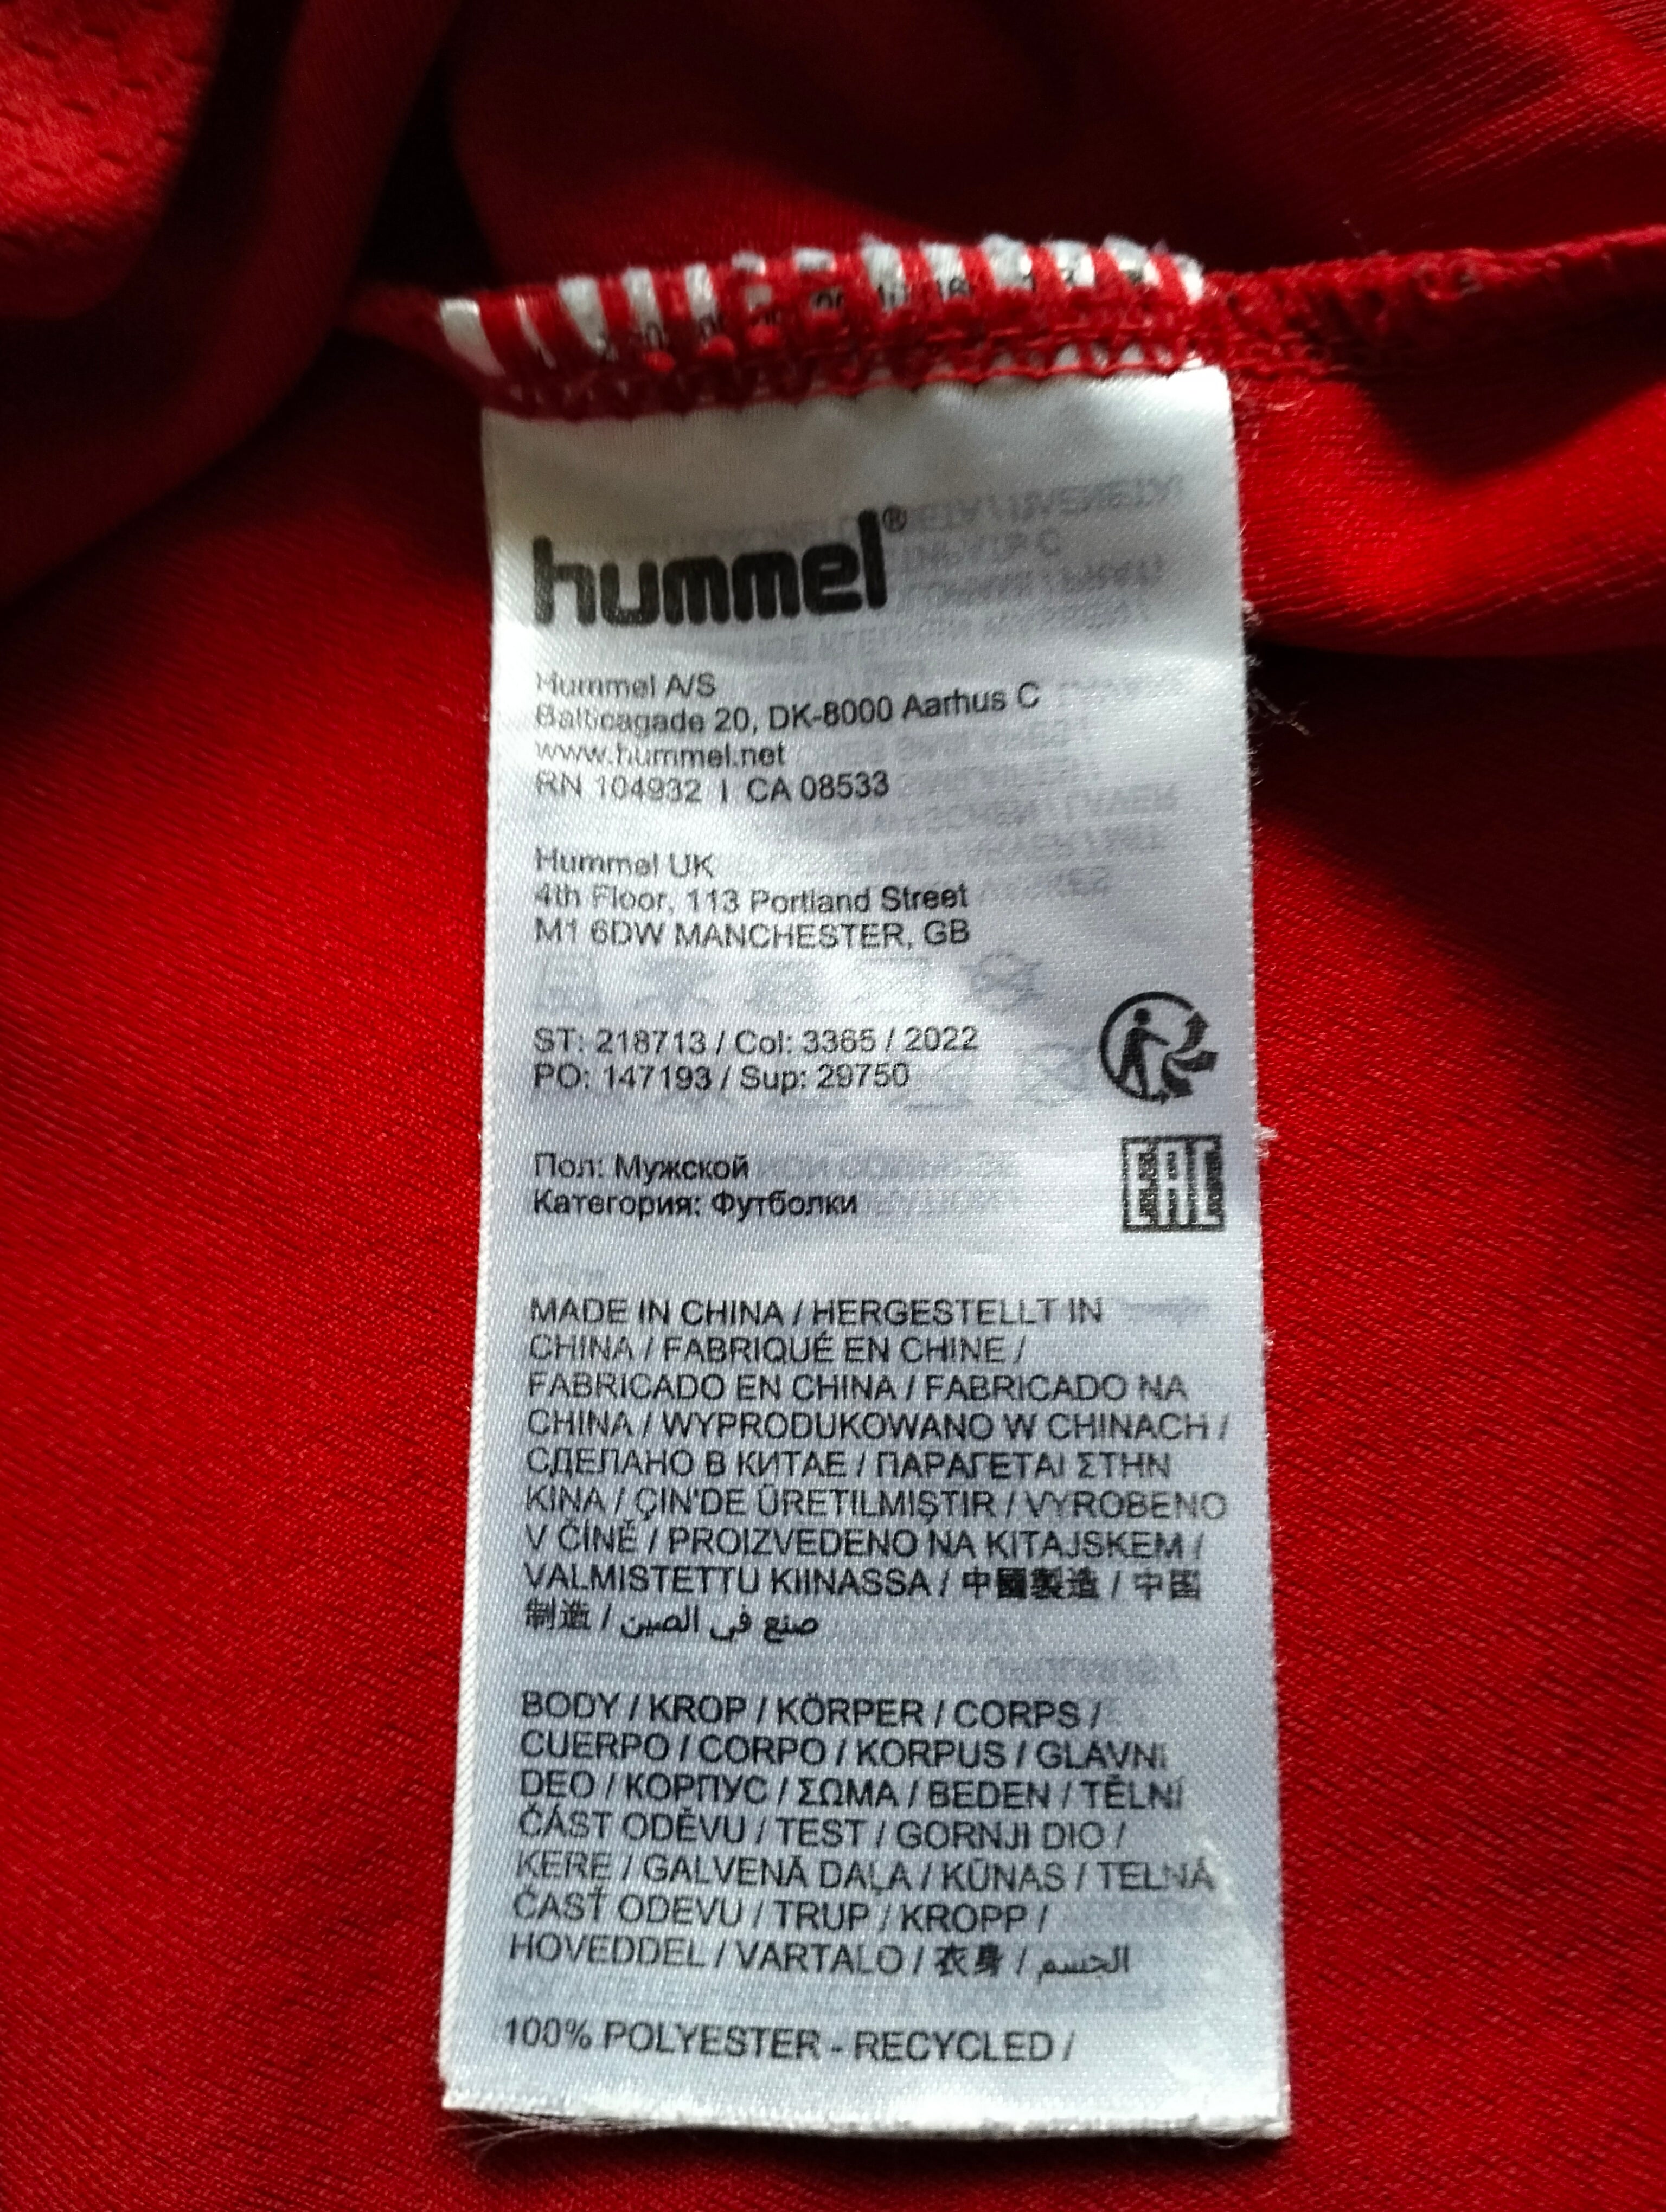 hummel®
Hummel A/S
Balticagade 20, DK-8000 Aarhus C
www.hummel.net
RN 104932 I CA 08533
Hummel UK
4th Floor, 113 Portland Street
M1 6DW MANCHESTER, GB
ST: 218713 / Col: 3365 / 2022
PO: 147193 / Sup: 29750
Пол: Мужской
Категория: Футболки
EAC
MADE IN CHINA / HERGESTELLT IN
CHINA / FABRIQUÉ EN CHINE /
FABRICADO EN CHINA / FABRICADO NA
CHINA / WYPRODUKOWANO W CHINACH /
СДЕЛАНО В КИТАЕ / ΠΑΡΑΓΕΤΑΙ ΣΤΗΝ
ΚΙΝΑ / ÇIN'DE ÜRETILMIŞTIR / VYROBENO
V ČÍNĚ / PROIZVEDENO NA KITAJSKEM /
VALMISTETTU KIINASSA / 中國製造 / 中国
制造 / صنع في الصين
BODY / KROP / KÖRPER / CORPS /
CUERPO / CORPO / KORPUS / GLAVNI
DEO / КОРПУС / ΣΩΜΑ / BEDEN / TĚLNÍ
ČÁST ODĚVU / TEST / GORNJI DIO /
KERE / GALVENĀ DAĻA / KŪNAS / TELNÁ
ČASŤ ODEVU / TRUP / KROPP /
HOVEDDEL / VARTALO / 衣身 / الجسم
100% POLYESTER - RECYCLED /